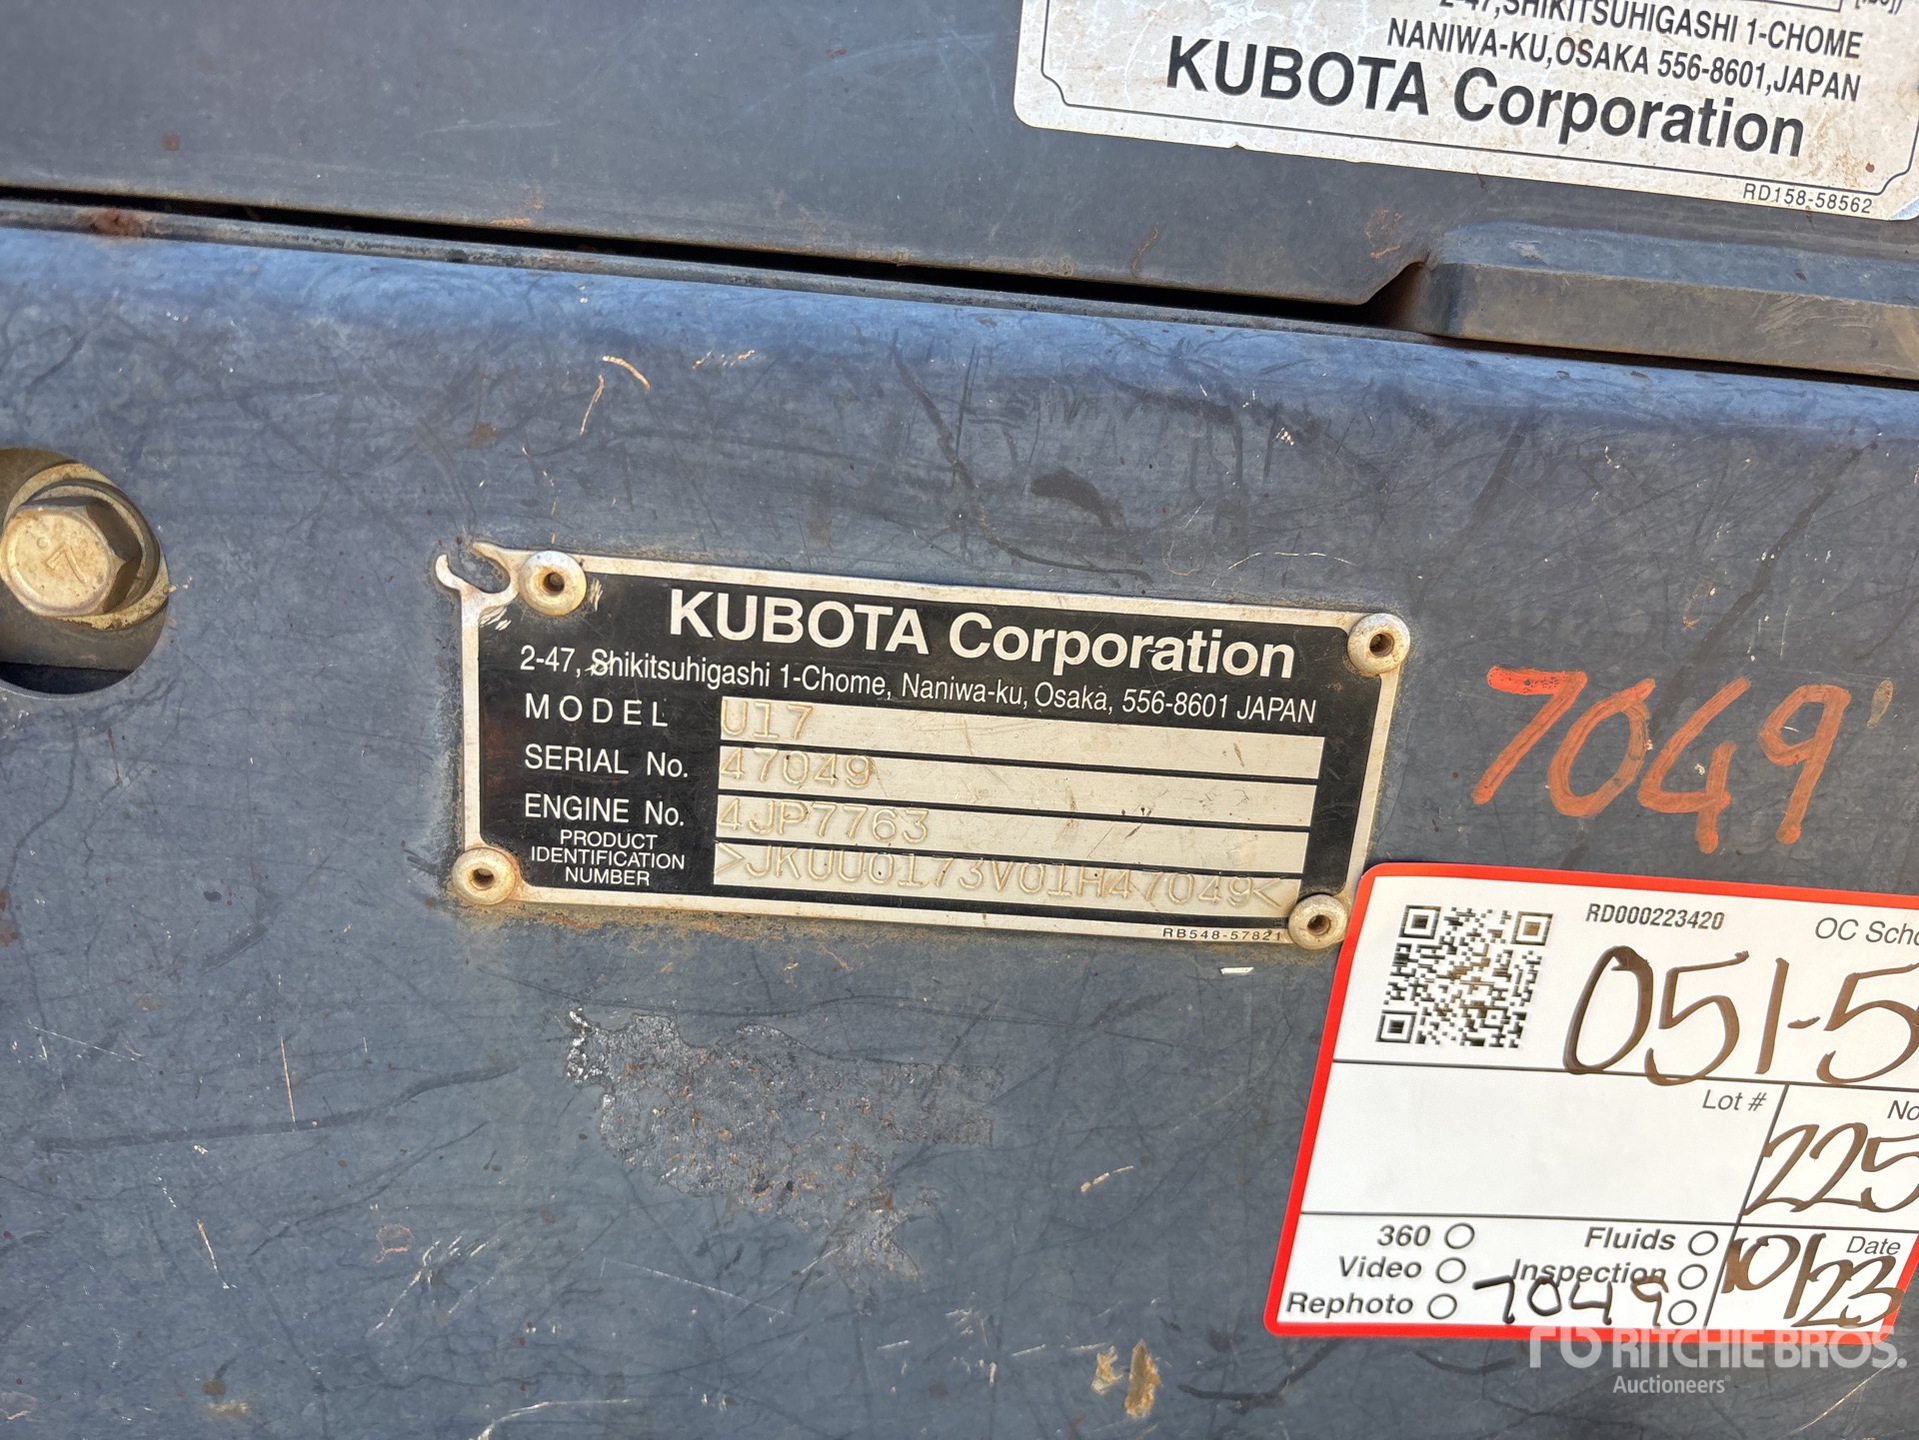 2-47,SHIKITSUHIGASHI 1-CHOME
NANIWA-KU,OSAKA 556-8601,JAPAN
KUBOTA Corporation
RD158-58562
7
KUBOTA Corporation
2-47, Shikitsuhigashi 1-Chome, Naniwa-ku, Osaka, 556-8601 JAPAN
MODEL U17
SERIAL No. 47049
ENGINE No. 4JP7763
PRODUCT
IDENTIFICATION
NUMBER
>JKUU0173V01H47049<
RB548-57821
7049
RD000223420
OC
051-5
Lot #
225
360
Fluids
Date
10/23
Video
Inspection
Rephoto
7049
rb RITCHIE BROS.
Auctioneers